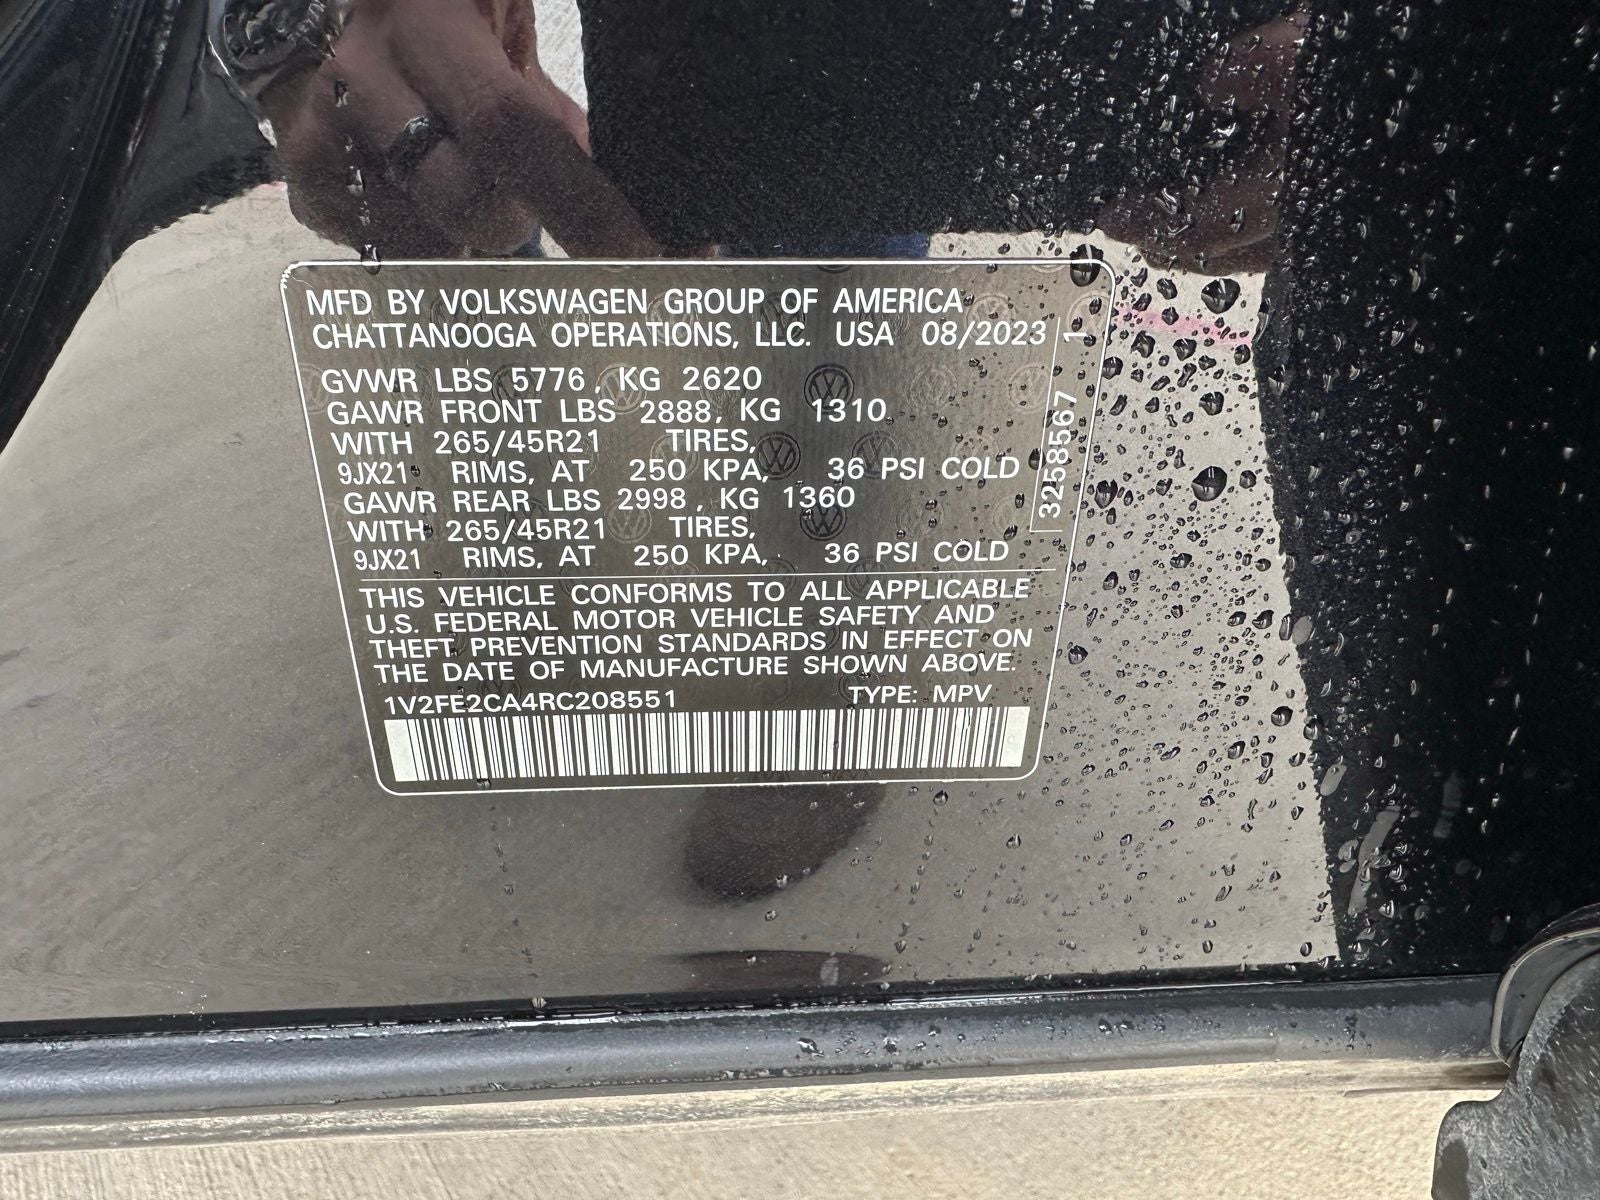 MFD BY VOLKSWAGEN GROUP OF AMERICA
CHATTANOOGA OPERATIONS, LLC. USA 08/2023
GVWR LBS 5776, KG 2620
GAWR FRONT LBS 2888, KG 1310
WITH 265/45R21 TIRES,
9JX21 RIMS, AT 250 KPA, 36 PSI COLD
GAWR REAR LBS 2998, KG 1360
WITH 265/45R21 TIRES,
9JX21 RIMS, AT 250 KPA, 36 PSI COLD
THIS VEHICLE CONFORMS TO ALL APPLICABLE
U.S. FEDERAL MOTOR VEHICLE SAFETY AND
THEFT PREVENTION STANDARDS IN EFFECT ON
THE DATE OF MANUFACTURE SHOWN ABOVE.
1V2FE2CA4RC208551 TYPE: MPV
3258567 1